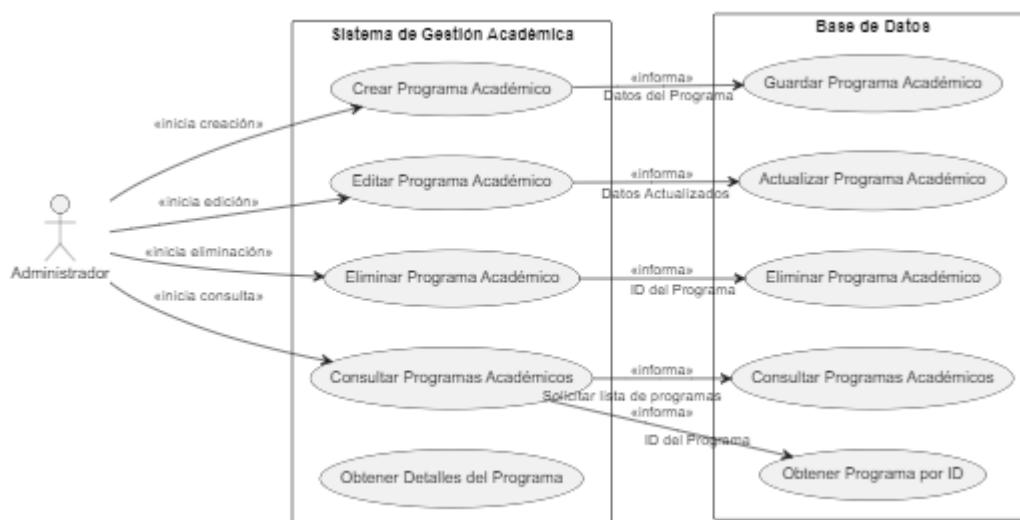 Sistema de Gestión Académica
Base de Datos
Crear Programa Académico
«informa»
Datos del Programa
Guardar Programa Académico
«inicia creación»
Editar Programa Académico
«informa»
Datos Actualizados
Actualizar Programa Académico
«inicia edición»
Administrador
«inicia eliminación»
Eliminar Programa Académico
«informa»
ID del Programa
Eliminar Programa Académico
«inicia consulta»
Consultar Programas Académicos
«informa»
Solicitar lista de programas
Consultar Programas Académicos
«informa»
ID del Programa
Obtener Detalles del Programa
Obtener Programa por ID